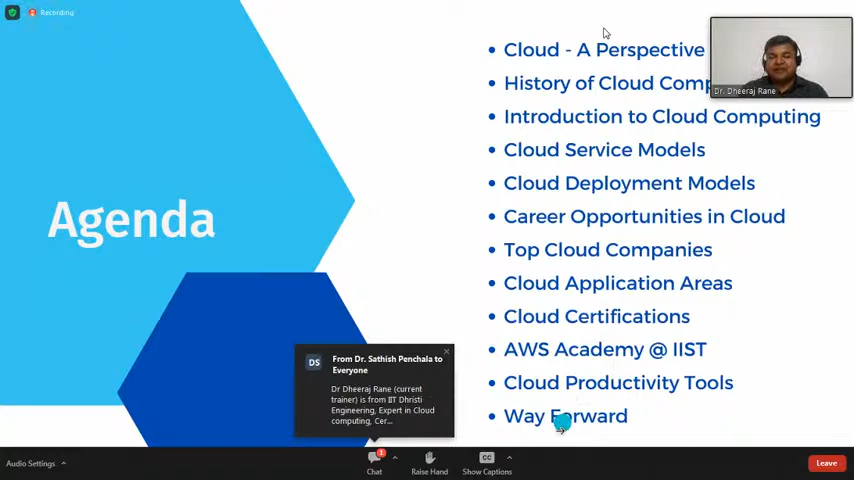 Recording
Agenda
Cloud - A Perspective
History of Cloud Comp
Introduction to Cloud Computing
Cloud Service Models
Cloud Deployment Models
Career Opportunities in Cloud
Top Cloud Companies
Cloud Application Areas
Cloud Certifications
AWS Academy @ IIST
Cloud Productivity Tools
Way Forward
Dr. Dheeraj Rane
DS
From Dr. Sathish Penchala to
Everyone
Dr Dheeraj Rane (current
trainer) is from IIT Dhristi
Engineering, Expert in Cloud
computing, Cer...
Audio Settings
1
Chat
Raise Hand
CC
Show Captions
Leave